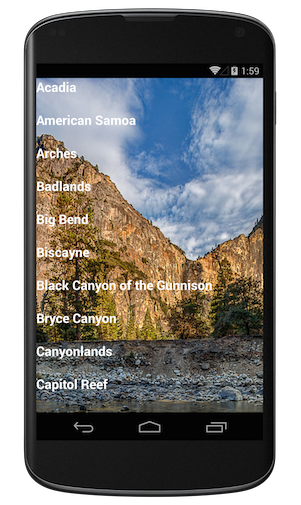 1:59
Acadia
American Samoa
Arches
Badlands
Big Bend
Biscayne
Black Canyon of the Gunnison
Bryce Canyon
Canyonlands
Capitol Reef